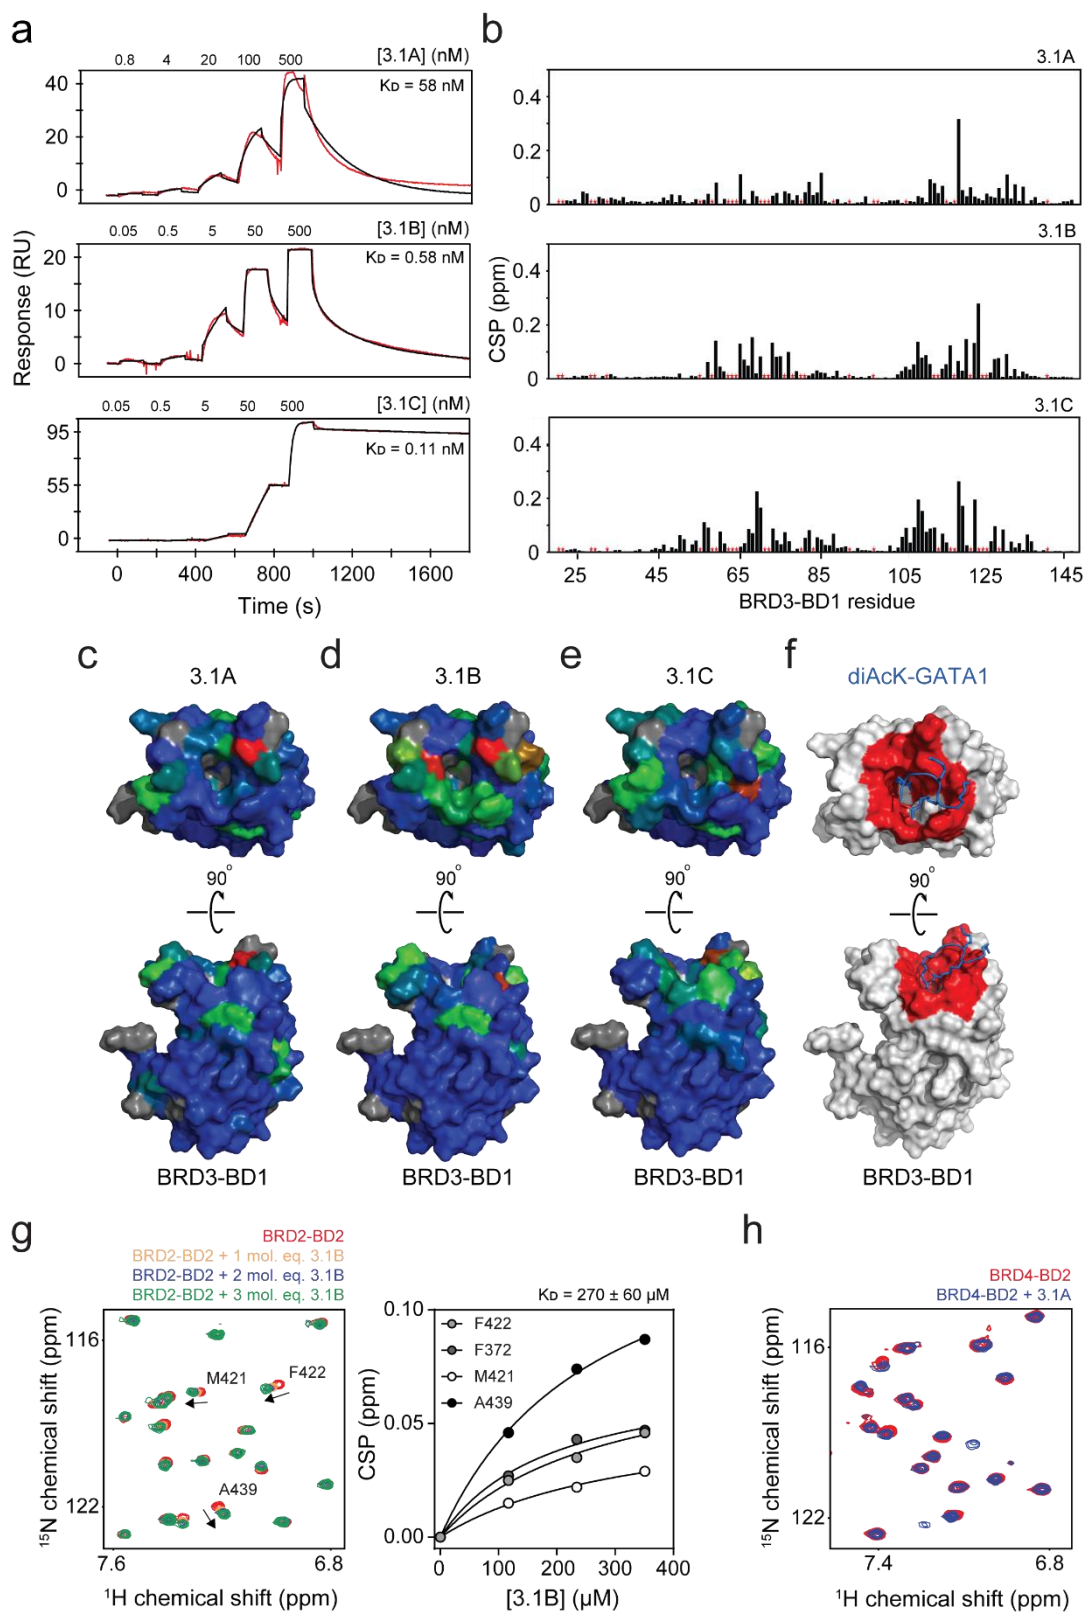 a
0.8 4 20 100 500 [3.1A] (nM)
KD = 58 nM
40
20
0
0.05 0.5 5 50 500 [3.1B] (nM)
KD = 0.58 nM
20
10
0
0.05 0.5 5 50 500 [3.1C] (nM)
KD = 0.11 nM
95
55
0
Response (RU)
0 400 800 1200 1600
Time (s)
b
3.1A
0.4
0.2
0
3.1B
0.4
0.2
0
3.1C
0.4
0.2
0
CSP (ppm)
25 45 65 85 105 125 145
BRD3-BD1 residue
c
3.1A
90°
BRD3-BD1
d
3.1B
90°
BRD3-BD1
e
3.1C
90°
BRD3-BD1
f
diAcK-GATA1
90°
BRD3-BD1
g
BRD2-BD2
BRD2-BD2 + 1 mol. eq. 3.1B
BRD2-BD2 + 2 mol. eq. 3.1B
BRD2-BD2 + 3 mol. eq. 3.1B
116
122
M421
F422
A439
15N chemical shift (ppm)
7.6 6.8
1H chemical shift (ppm)
KD = 270 ± 60 µM
0.10
0.05
0.00
F422
F372
M421
A439
CSP (ppm)
0 100 200 300 400
[3.1B] (µM)
h
BRD4-BD2
BRD4-BD2 + 3.1A
116
122
15N chemical shift (ppm)
7.4 6.8
1H chemical shift (ppm)